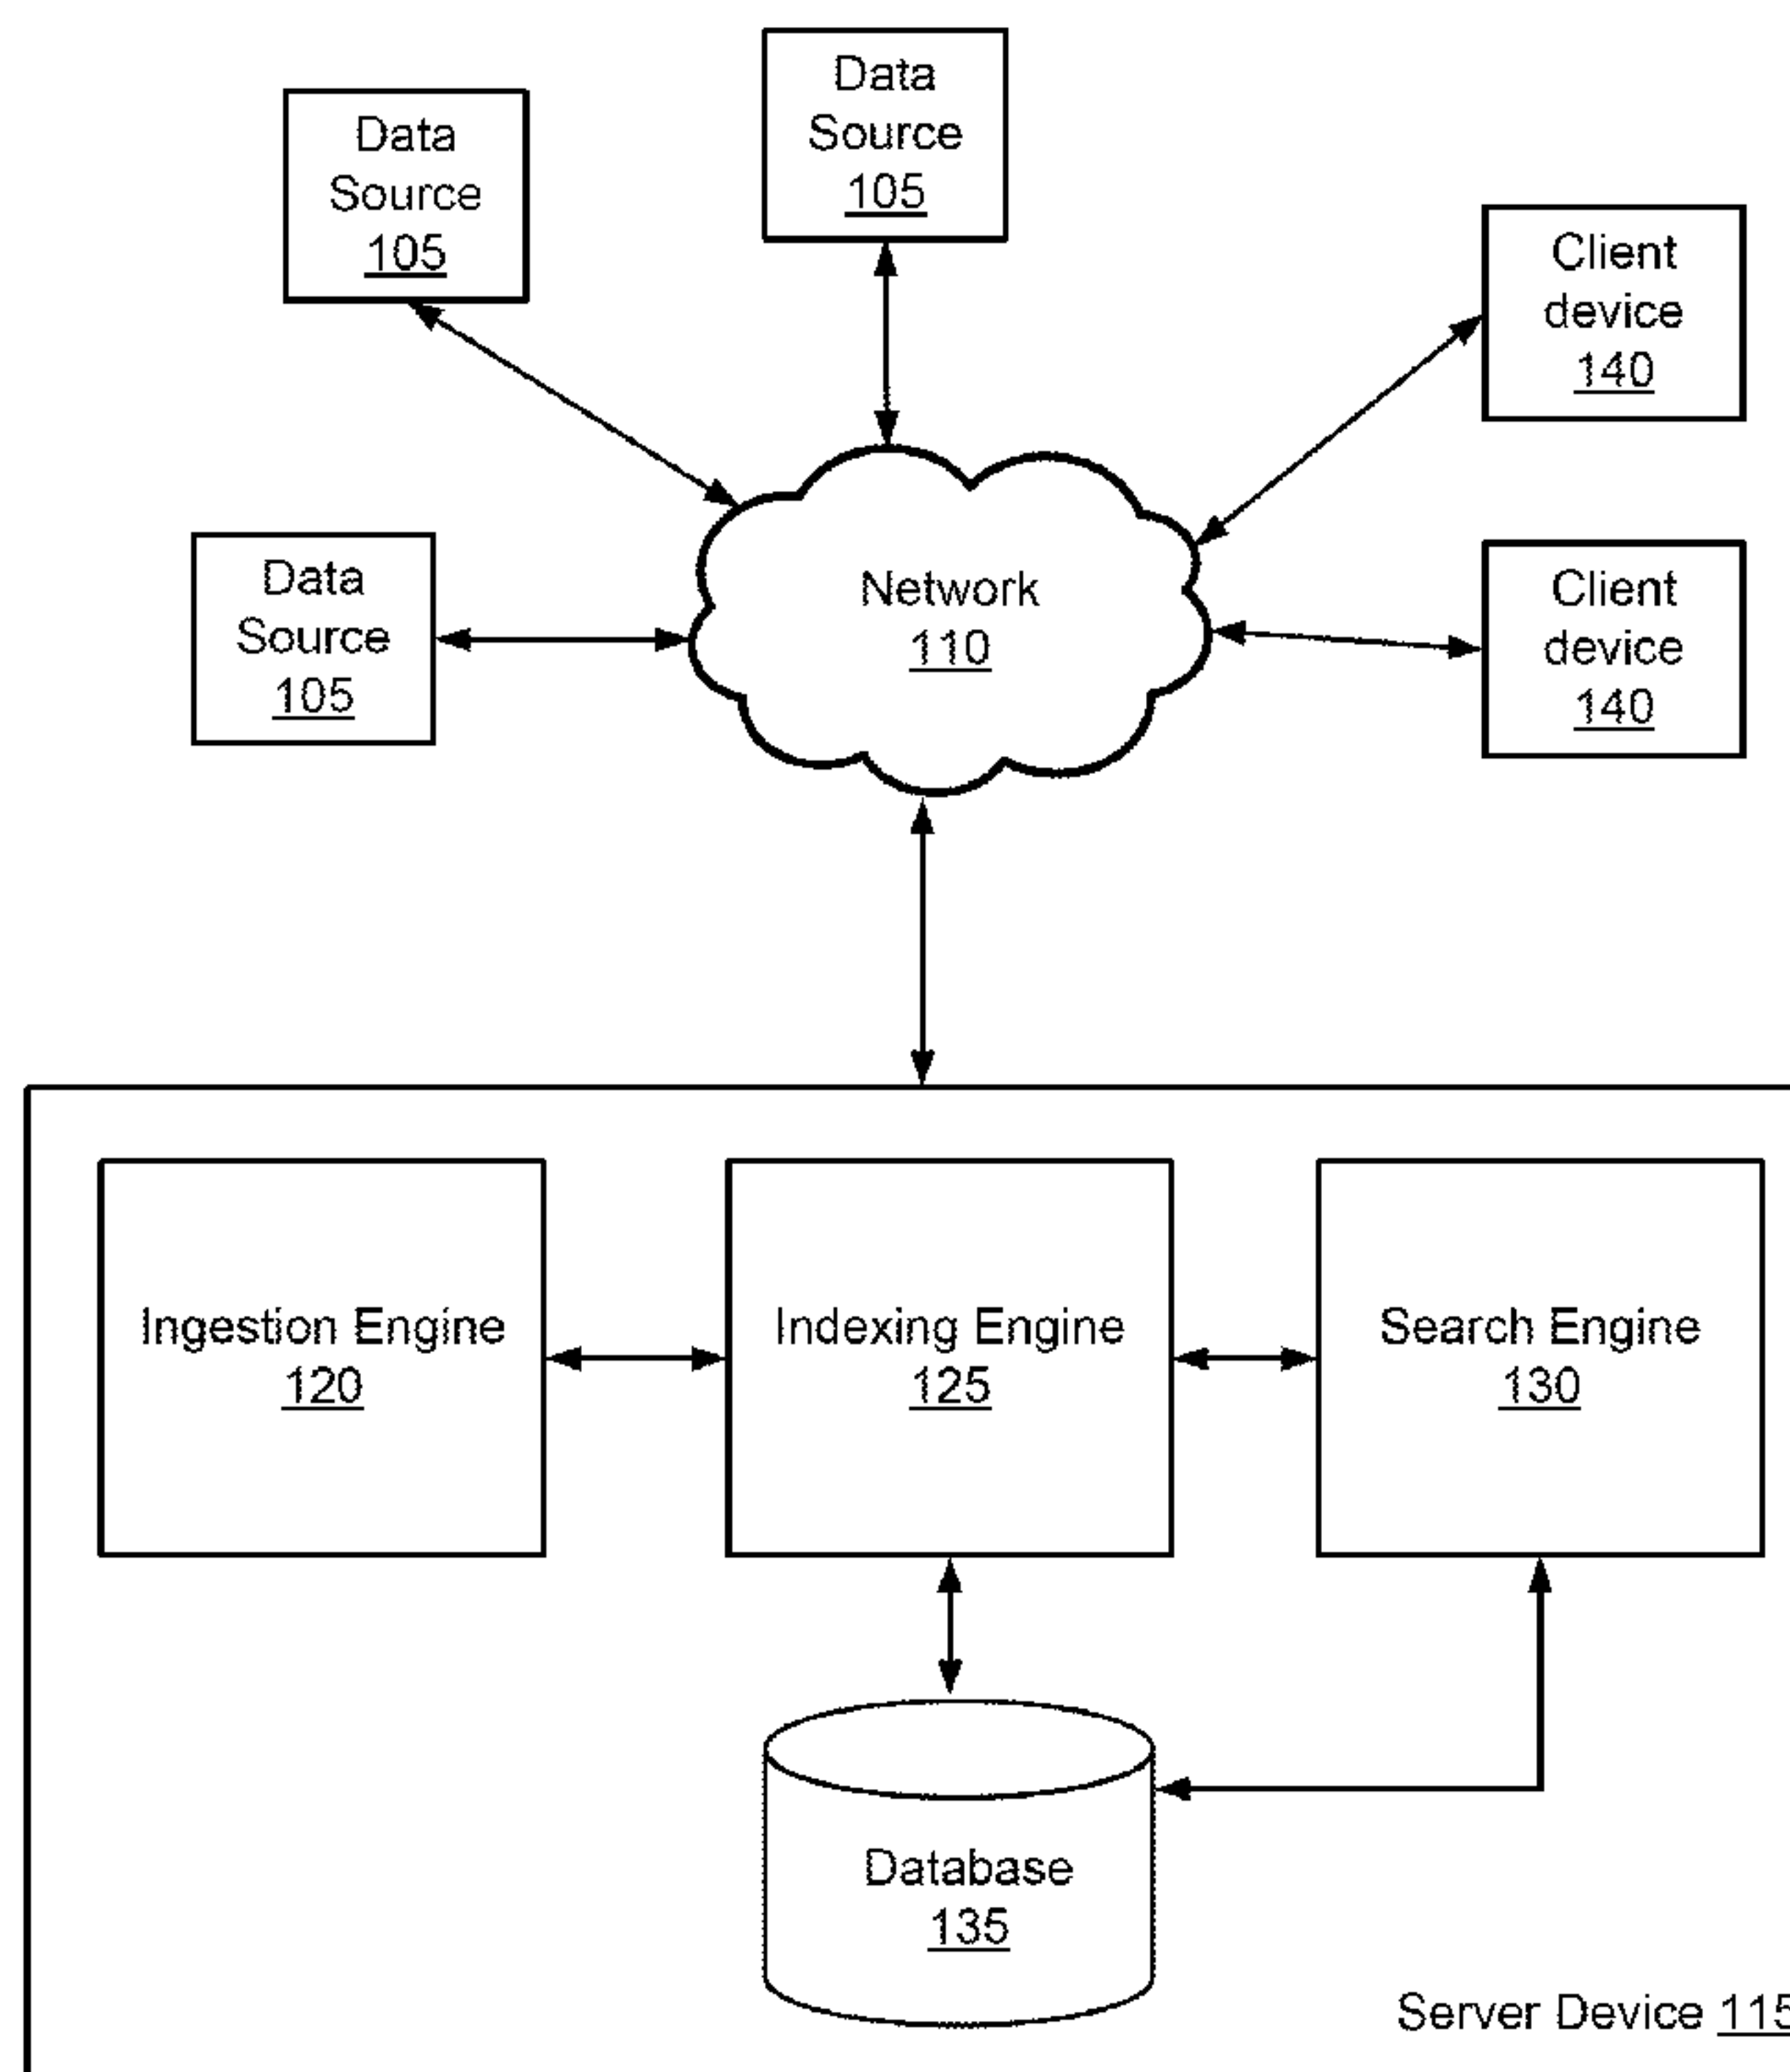 Data
Source
105
Data
Source
105
Client
device
140
Data
Source
105
Network
110
Client
device
140
Ingestion Engine
120
Indexing Engine
125
Search Engine
130
Database
135
Server Device 115